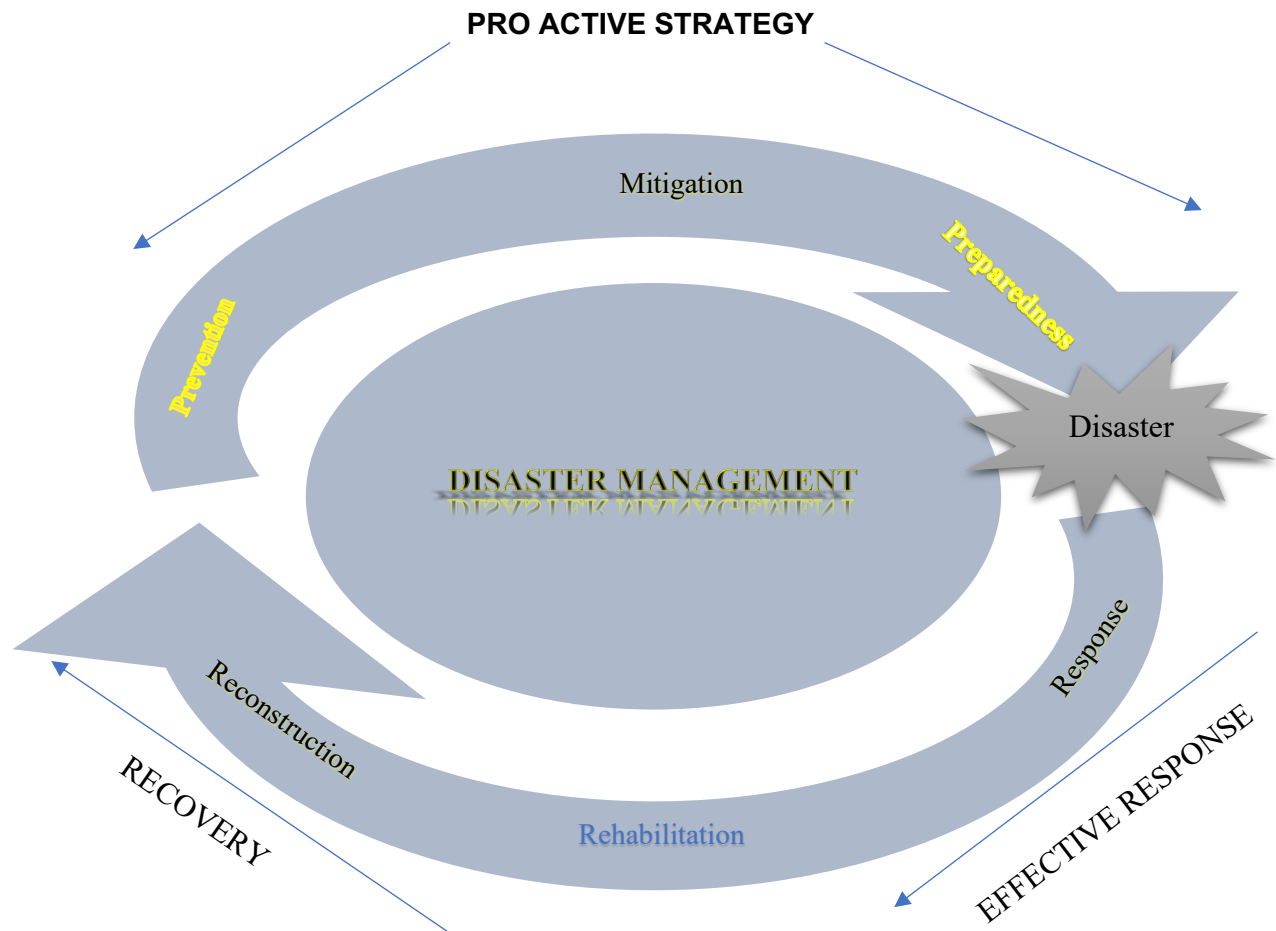 PRO ACTIVE STRATEGY
Mitigation
Preparedness
Prevention
Disaster
DISASTER MANAGEMENT
Response
Reconstruction
RECOVERY
Rehabilitation
EFFECTIVE RESPONSE